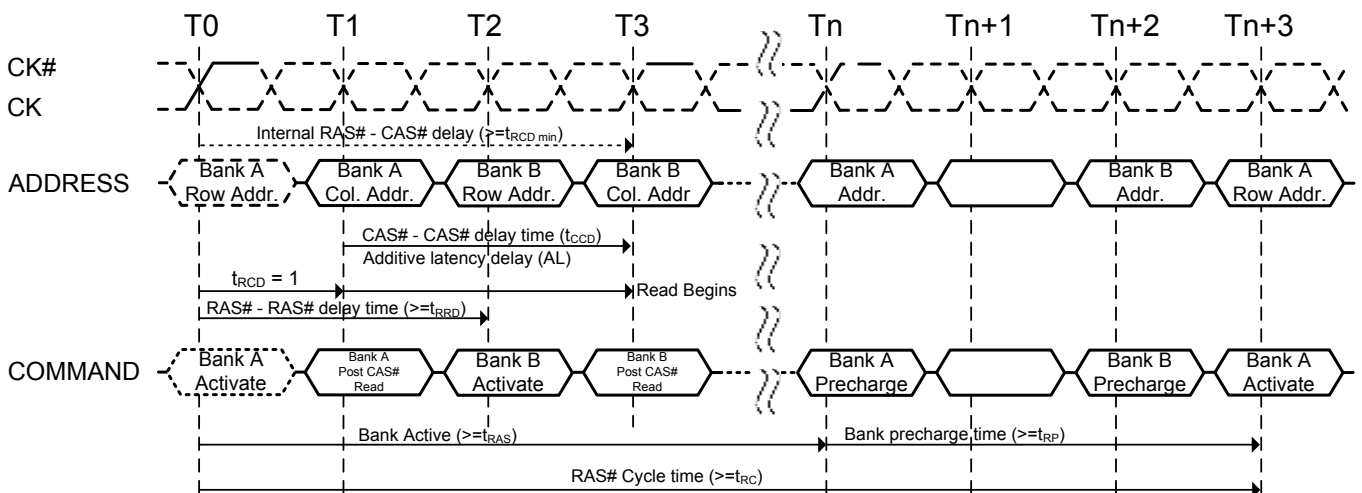 T0 T1 T2 T3 Tn Tn+1 Tn+2 Tn+3
CK#
CK
Internal RAS# - CAS# delay (>=tRCD min)
ADDRESS
Bank A
Row Addr.
Bank A
Col. Addr.
Bank B
Row Addr.
Bank B
Col. Addr
Bank A
Addr.
Bank B
Addr.
Bank A
Row Addr.
CAS# - CAS# delay time (tCCD)
Additive latency delay (AL)
tRCD = 1
Read Begins
RAS# - RAS# delay time (>=tRRD)
COMMAND
Bank A
Activate
Bank A
Post CAS#
Read
Bank B
Activate
Bank B
Post CAS#
Read
Bank A
Precharge
Bank B
Precharge
Bank A
Activate
Bank Active (>=tRAS)
Bank precharge time (>=tRP)
RAS# Cycle time (>=tRC)